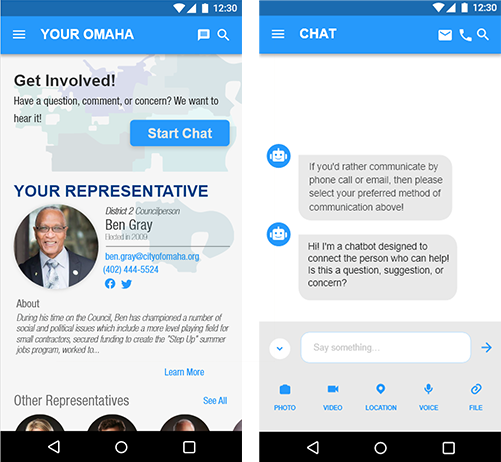 12:30
YOUR OMAHA
Get Involved!
Have a question, comment, or concern? We want to
hear it!
Start Chat
YOUR REPRESENTATIVE
District 2 Councilperson
Ben Gray
Elected in 2009
ben.gray@cityofomaha.org
(402) 444-5524
About
During his time on the Council, Ben has championed a number of
social and political issues which include a more level playing field for
small contractors, secured funding to create the "Step Up" summer
jobs program, worked to...
Learn More
Other Representatives
See All
12:30
CHAT
If you'd rather communicate by
phone call or email, then please
select your preferred method of
communication above!
Hi! I'm a chatbot designed to
connect the person who can help!
Is this a question, suggestion, or
concern?
Say something...
PHOTO
VIDEO
LOCATION
VOICE
FILE